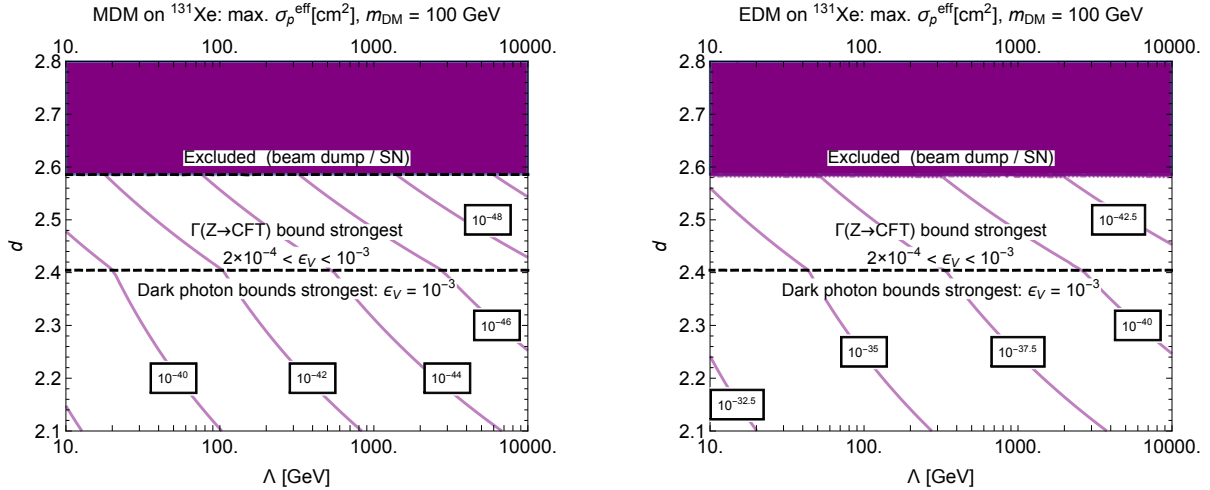 MDM on ¹³¹Xe: max. σₚᵉᶠᶠ[cm²], m_DM = 100 GeV
10. 100. 1000. 10000.
2.8
2.7
2.6
2.5
2.4
2.3
2.2
2.1
d
Excluded (beam dump / SN)
10⁻⁴⁸
Γ(Z→CFT) bound strongest
2×10⁻⁴ < ϵ_V < 10⁻³
Dark photon bounds strongest: ϵ_V = 10⁻³
10⁻⁴⁶
10⁻⁴⁰
10⁻⁴²
10⁻⁴⁴
10. 100. 1000. 10000.
Λ [GeV]
EDM on ¹³¹Xe: max. σₚᵉᶠᶠ[cm²], m_DM = 100 GeV
10. 100. 1000. 10000.
2.8
2.7
2.6
2.5
2.4
2.3
2.2
2.1
d
Excluded (beam dump / SN)
10⁻⁴²·⁵
Γ(Z→CFT) bound strongest
2×10⁻⁴ < ϵ_V < 10⁻³
Dark photon bounds strongest: ϵ_V = 10⁻³
10⁻⁴⁰
10⁻³⁵
10⁻³⁷·⁵
10⁻³²·⁵
10. 100. 1000. 10000.
Λ [GeV]